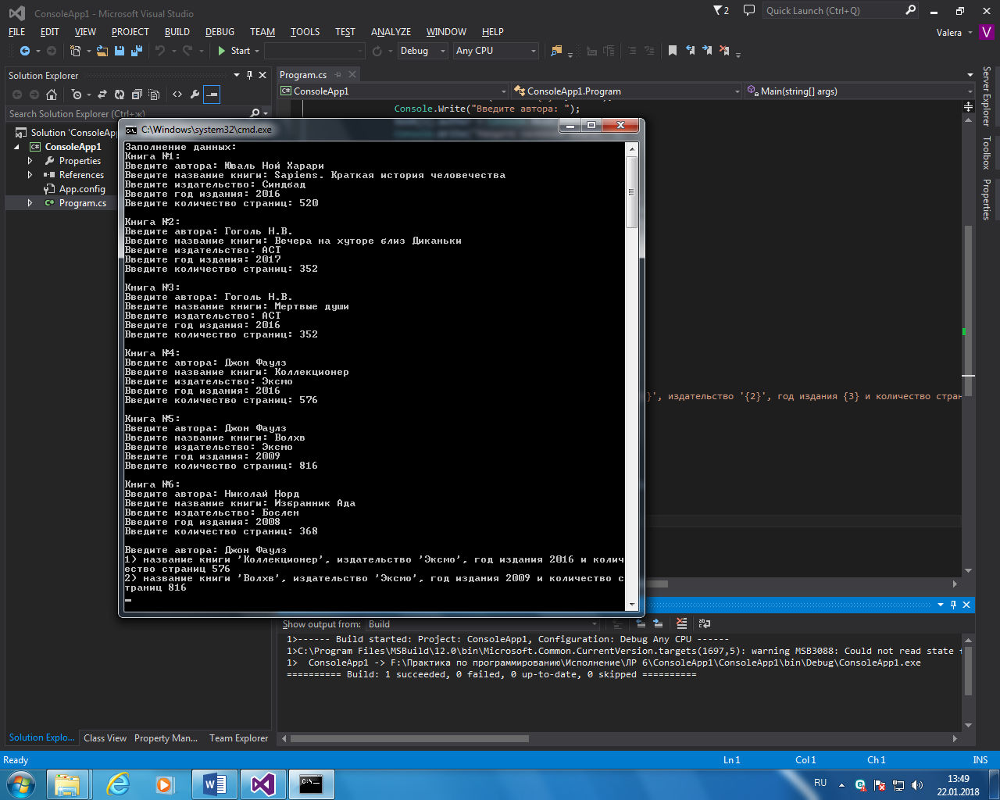 ConsoleApp1 - Microsoft Visual Studio
2
Quick Launch (Ctrl+Q)
FILE EDIT VIEW PROJECT BUILD DEBUG TEAM TOOLS TEST ANALYZE WINDOW HELP
Valera V
Start Debug Any CPU
Solution Explorer
Search Solution Explorer (Ctrl+ж)
Solution 'ConsoleApp
ConsoleApp1
Properties
References
App.config
C# Program.cs
Program.cs
ConsoleApp1
ConsoleApp1.Program
Main(string[] args)
Console.Write("Введите автора: ");
C:\Windows\system32\cmd.exe
Заполнение данных:
Книга №1:
Введите автора: Юваль Ной Харари
Введите название книги: Sapiens. Краткая история человечества
Введите издательство: Синдбад
Введите год издания: 2016
Введите количество страниц: 520
Книга №2:
Введите автора: Гоголь Н.В.
Введите название книги: Вечера на хуторе близ Диканьки
Введите издательство: АСТ
Введите год издания: 2017
Введите количество страниц: 352
Книга №3:
Введите автора: Гоголь Н.В.
Введите название книги: Мертвые души
Введите издательство: АСТ
Введите год издания: 2016
Введите количество страниц: 352
Книга №4:
Введите автора: Джон Фаулз
Введите название книги: Коллекционер
Введите издательство: Эксмо
Введите год издания: 2016
Введите количество страниц: 576
Книга №5:
Введите автора: Джон Фаулз
Введите название книги: Волхв
Введите издательство: Эксмо
Введите год издания: 2009
Введите количество страниц: 816
Книга №6:
Введите автора: Николай Норд
Введите название книги: Избранник Ада
Введите издательство: Бослен
Введите год издания: 2008
Введите количество страниц: 368
Введите автора: Джон Фаулз
1) название книги 'Коллекционер', издательство 'Эксмо', год издания 2016 и колич
ество страниц 576
2) название книги 'Волхв', издательство 'Эксмо', год издания 2009 и количество с
траниц 816
}', издательство '{2}', год издания {3} и количество стран
Server Explorer
Toolbox
Properties
Show output from: Build
1>------ Build started: Project: ConsoleApp1, Configuration: Debug Any CPU ------
1>C:\Program Files\MSBuild\12.0\bin\Microsoft.Common.CurrentVersion.targets(1697,5): warning MSB3088: Could not read state
1> ConsoleApp1 -> F:\Практика по программированию\Исполнение\ЛР 6\ConsoleApp1\ConsoleApp1\bin\Debug\ConsoleApp1.exe
========== Build: 1 succeeded, 0 failed, 0 up-to-date, 0 skipped ==========
Solution Explo... Class View Property Man... Team Explorer
Ready Ln 1 Col 1 Ch 1 INS
RU
13:49
22.01.2018